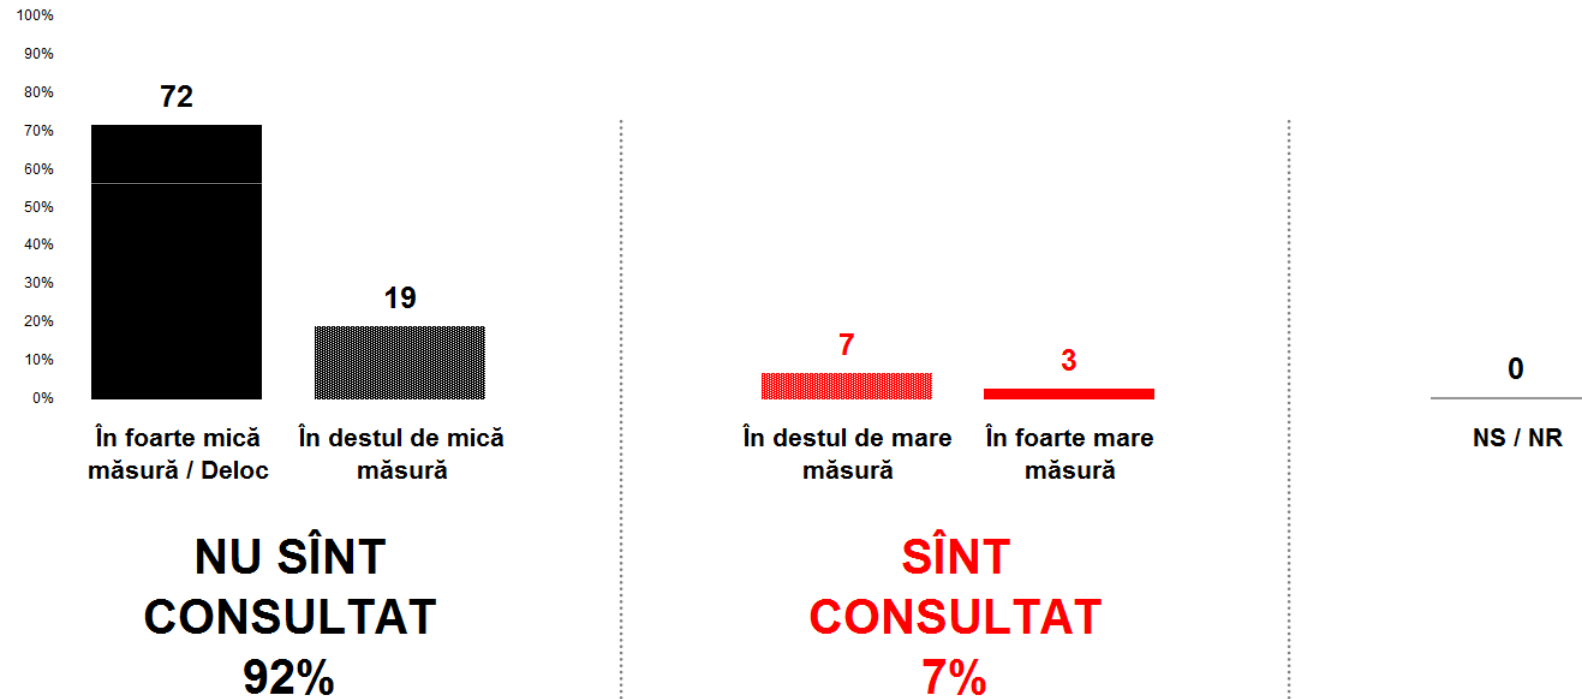 100%
90%
80%
70%
60%
50%
40%
30%
20%
10%
0%
72
19
7
3
0
În foarte mică
măsură / Deloc
În destul de mică
măsură
În destul de mare
măsură
În foarte mare
măsură
NS / NR
NU SÎNT
CONSULTAT
92%
SÎNT
CONSULTAT
7%